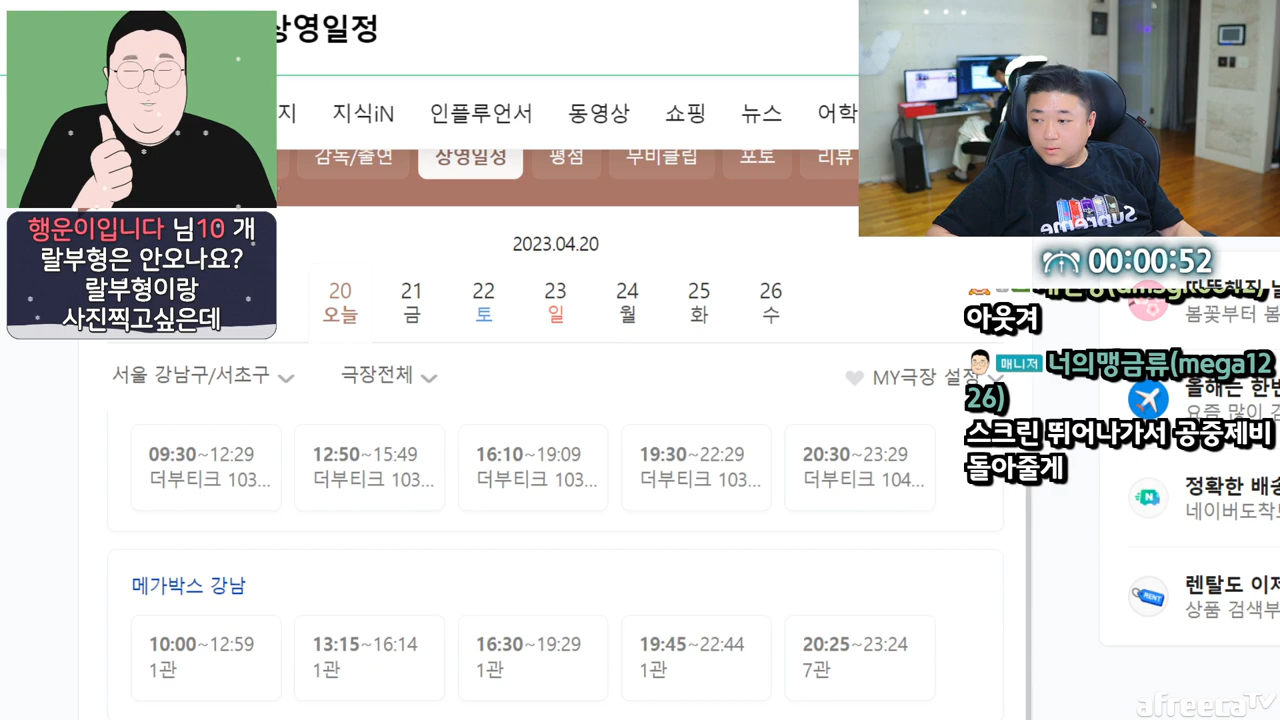 상영일정
지 지식iN 인플루언서 동영상 쇼핑 뉴스 어학
감독/출연 상영일정 평점 무비클립 포토 리뷰
행운이입니다 님10 개
랄부형은 안오나요?
랄부형이랑
사진찍고싶은데
Supreme
00:00:52
2023.04.20
20 21 22 23 24 25 26
오늘 금 토 일 월 화 수
서울 강남구/서초구 극장전체 MY극장 설정
09:30~12:29 12:50~15:49 16:10~19:09 19:30~22:29 20:30~23:29
더부티크 103... 더부티크 103... 더부티크 103... 더부티크 103... 더부티크 104...
메가박스 강남
10:00~12:59 13:15~16:14 16:30~19:29 19:45~22:44 20:25~23:24
1관 1관 1관 1관 7관
아웃겨
매니저 너의맹금류(mega12
26)
스크린 뛰어나가서 공중제비
돌아줄게
봄꽃부터 봄
올해는 한번
요즘 많이
정확한 배송
네이버도착
RENT
렌탈도 이제
상품 검색부
afreecaTV